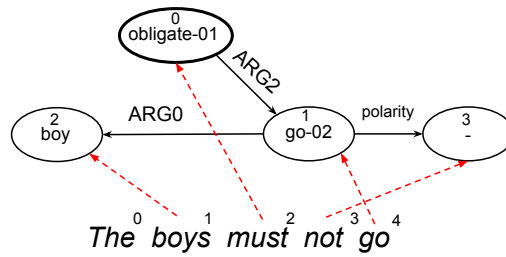 0
obligate-01
ARG2
2
boy
ARG0
1
go-02
polarity
3
-
0 1 2 3 4
The boys must not go